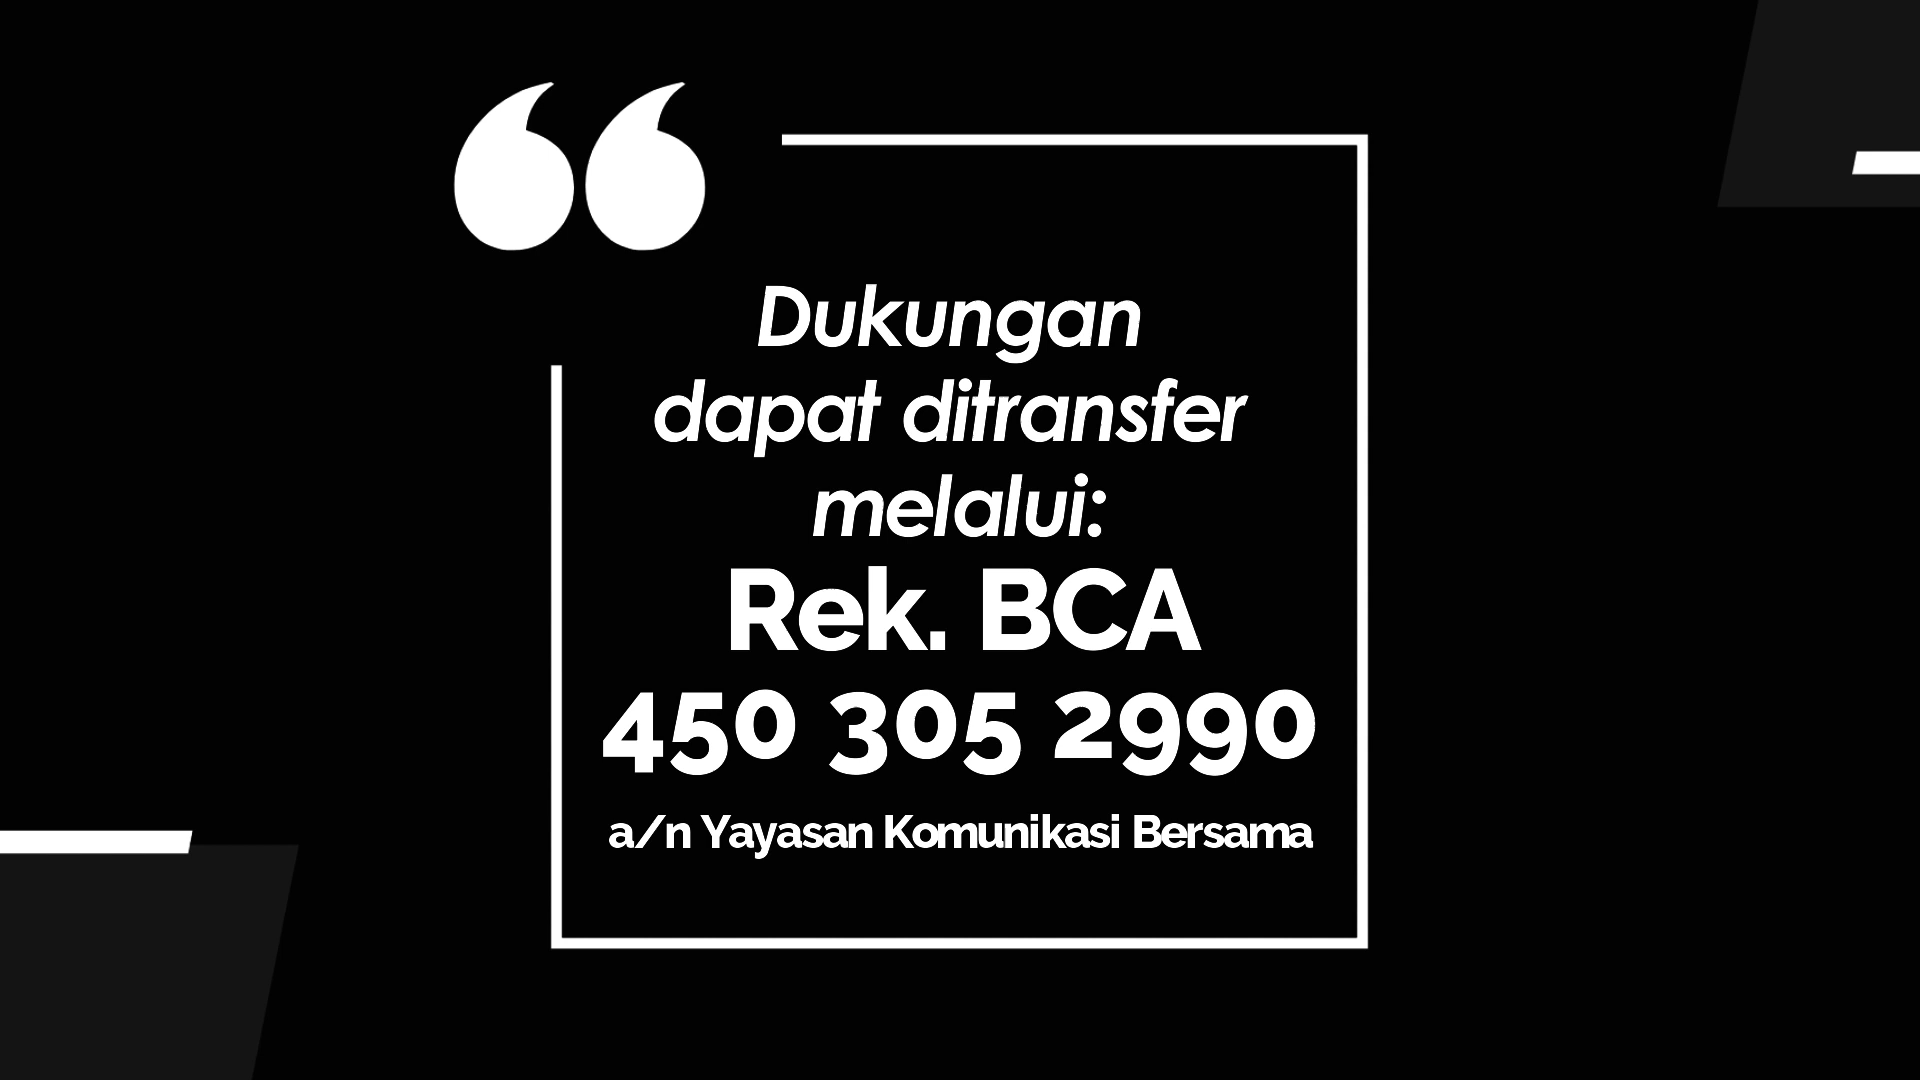 Dukungan
dapat ditransfer
melalui:
Rek. BCA
450 305 2990
a/n Yayasan Komunikasi Bersama